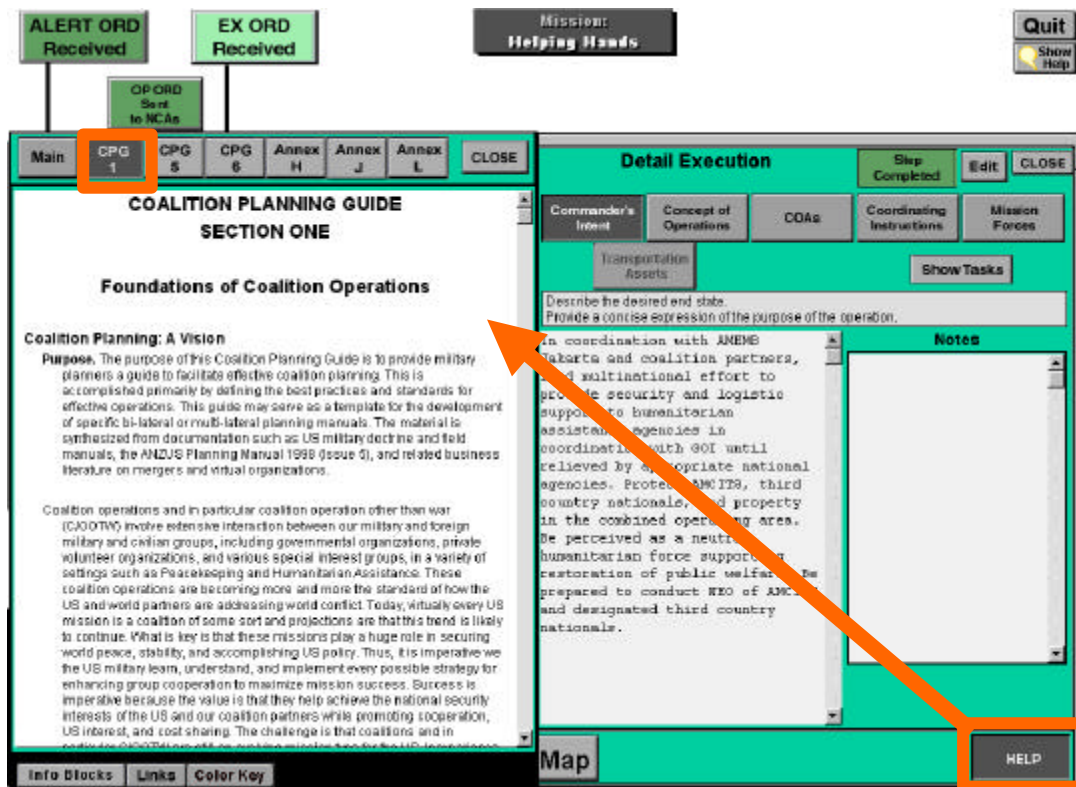 ALERT ORD
Received
EX ORD
Received
Mission:
Helping Hands
Quit
Show
Help
OP ORD
Sent
to NCAs
Main
CPG
1
CPG
5
CPG
6
Annex
H
Annex
J
Annex
L
CLOSE
COALITION PLANNING GUIDE
SECTION ONE
Foundations of Coalition Operations
Coalition Planning: A Vision
Purpose. The purpose of this Coalition Planning Guide is to provide military
planners a guide to facilitate effective coalition planning. This is
accomplished primarily by defining the best practices and standards for
effective operations. This guide may serve as a template for the development
of specific bi-lateral or multi-lateral planning manuals. The material is
synthesized from documentation such as US military doctrine and field
manuals, the ANZUS Planning Manual 1998 (Issue 5), and related business
literature on mergers and virtual organizations.
Coalition operations and in particular coalition operation other than war
(CJOOTW) involve extensive interaction between our military and foreign
military and civilian groups, including governmental organizations, private
volunteer organizations, and various special interest groups, in a variety of
settings such as Peacekeeping and Humanitarian Assistance. These
coalition operations are becoming more and more the standard of how the
US and world partners are addressing world conflict. Today, virtually every US
mission is a coalition of some sort and projections are that this trend is likely
to continue. What is key is that these missions play a huge role in securing
world peace, stability, and accomplishing US policy. Thus, it is imperative we
the US military learn, understand, and implement every possible strategy for
enhancing group cooperation to maximize mission success. Success is
imperative because the value is that they help achieve the national security
interests of the US and our coalition partners while promoting cooperation,
US interest, and cost sharing. The challenge is that coalitions and in
Info Blocks
Links
Color Key
Detail Execution
Step
Completed
Edit
CLOSE
Commander's
Intent
Concept of
Operations
COAs
Coordinating
Instructions
Mission
Forces
Transportation
Assets
Show Tasks
Describe the desired end state.
Provide a concise expression of the purpose of the operation.
In coordination with AMEMB
Jakarta and coalition partners,
multinational effort to
provide security and logistic
support to humanitarian
assistance agencies in
coordination with GOI until
relieved by appropriate national
agencies. Protect AMCITS, third
country nationals, and property
in the combined operating area.
Be perceived as a neutral
humanitarian force supporting
restoration of public welfare. Be
prepared to conduct NEO of
and designated third country
nationals.
Notes
Map
HELP